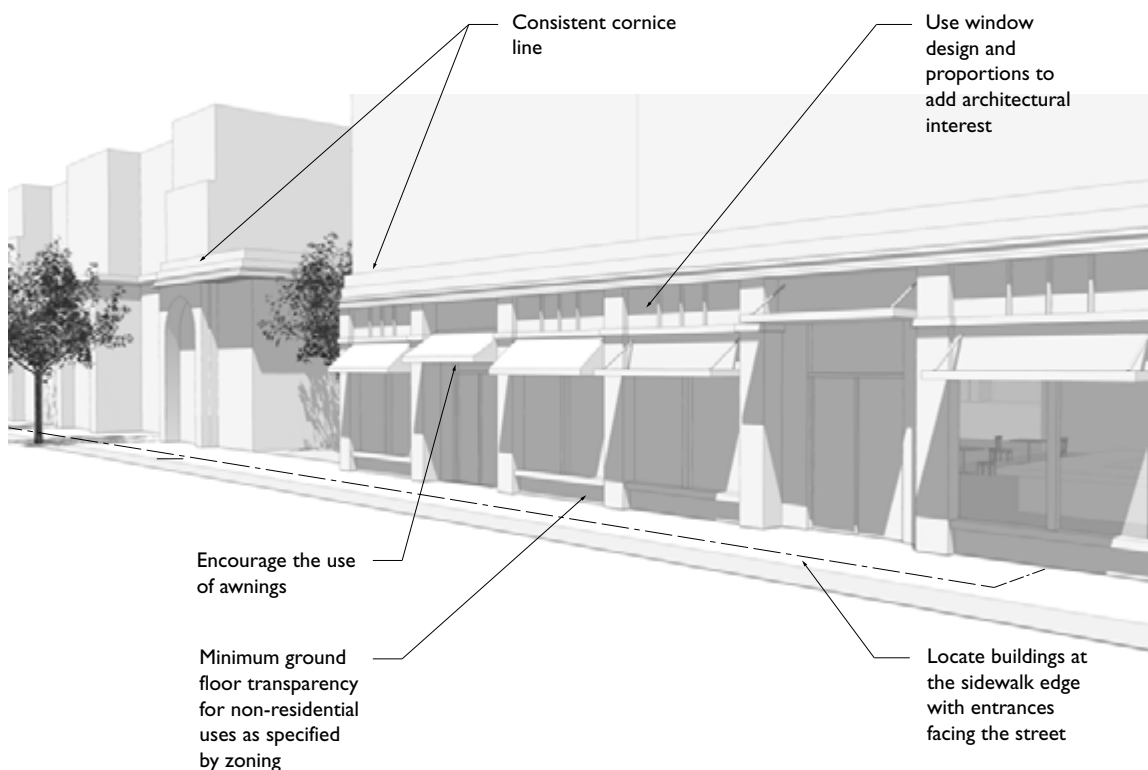 Consistent cornice
line
Use window
design and
proportions to
add architectural
interest
Encourage the use
of awnings
Minimum ground
floor transparency
for non-residential
uses as specified
by zoning
Locate buildings at
the sidewalk edge
with entrances
facing the street